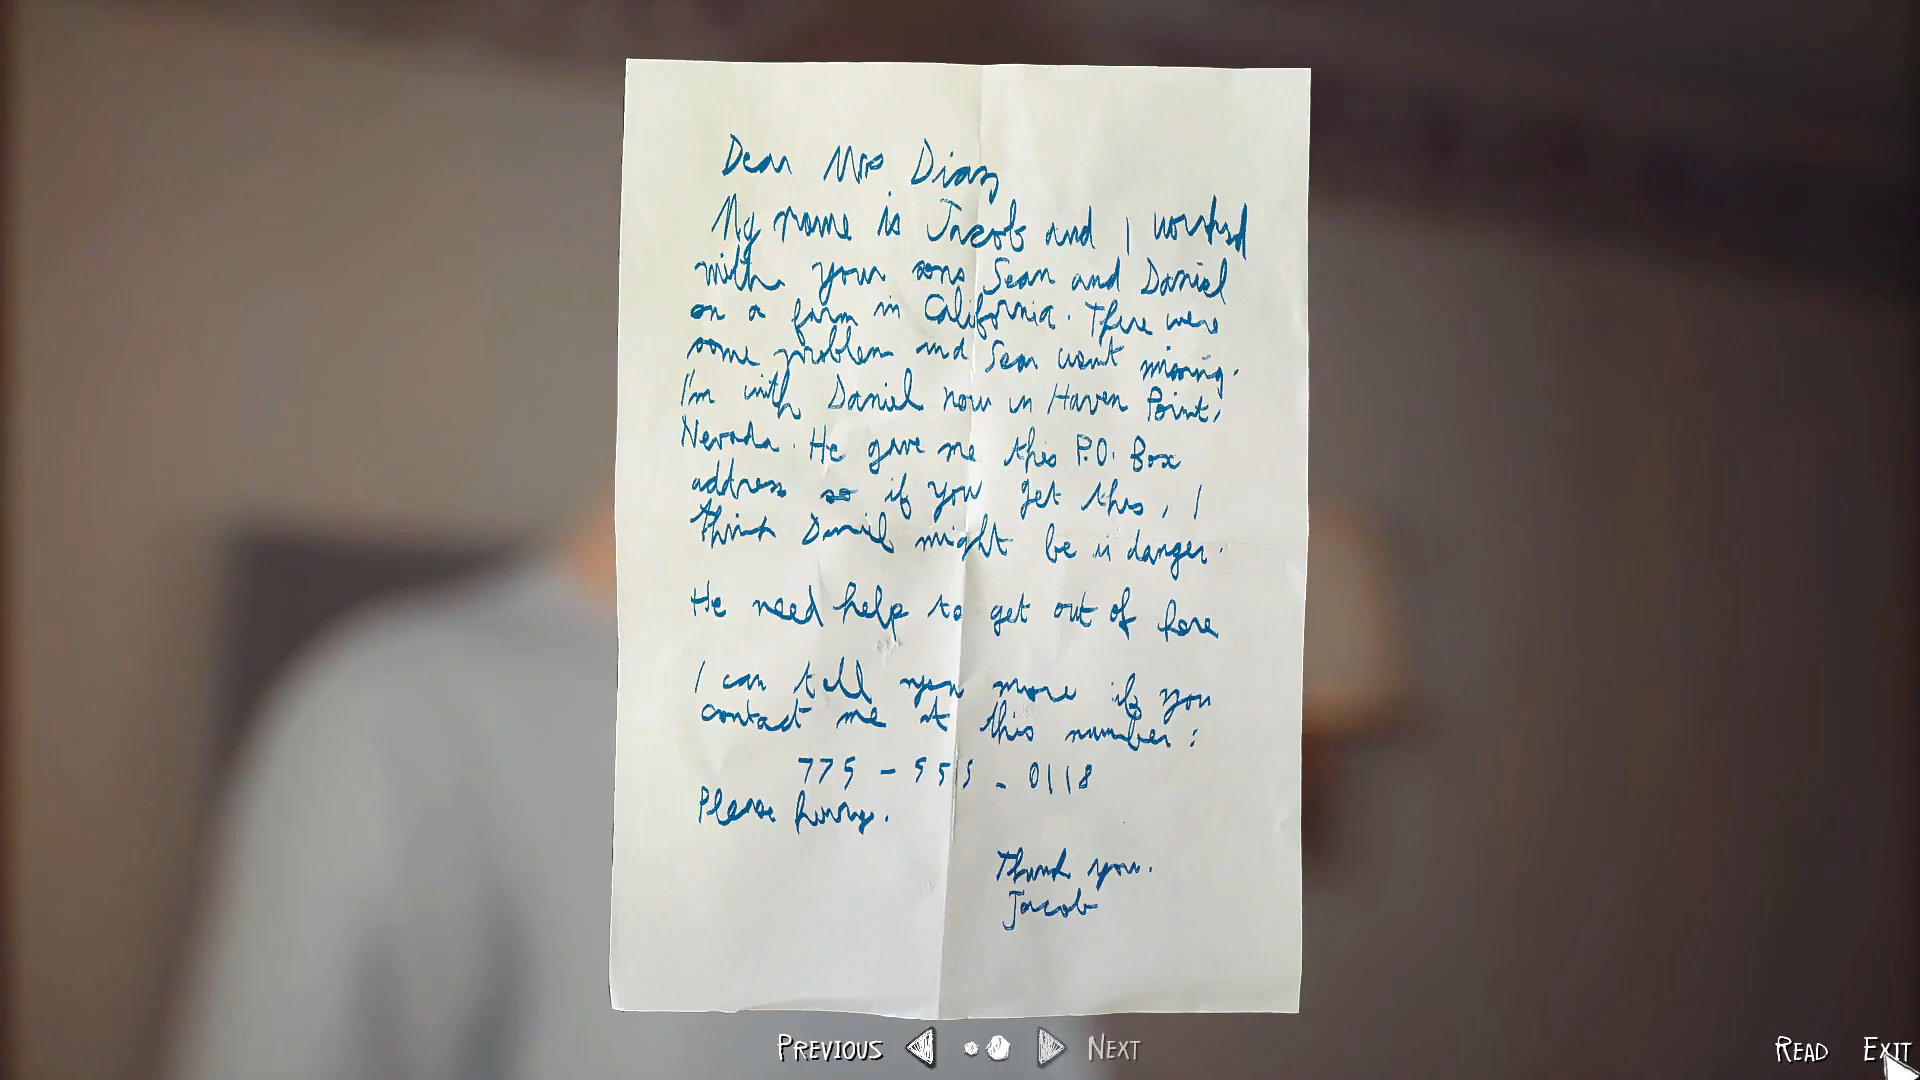 Dear Mrs Diaz
My name is Jacob and I worked
with your sons Sean and Daniel
on a farm in California. There were
some problem and Sean went missing.
I'm with Daniel now in Haven Point,
Nevada. He gave me this P.O. Box
address so if you get this, I
think Daniel might be in danger.
He need help to get out of here
I can tell you more if you
contact me at this number:
775-555-0118
Please hurry.
Thank you.
Jacob
PREVIOUS NEXT
READ EXIT